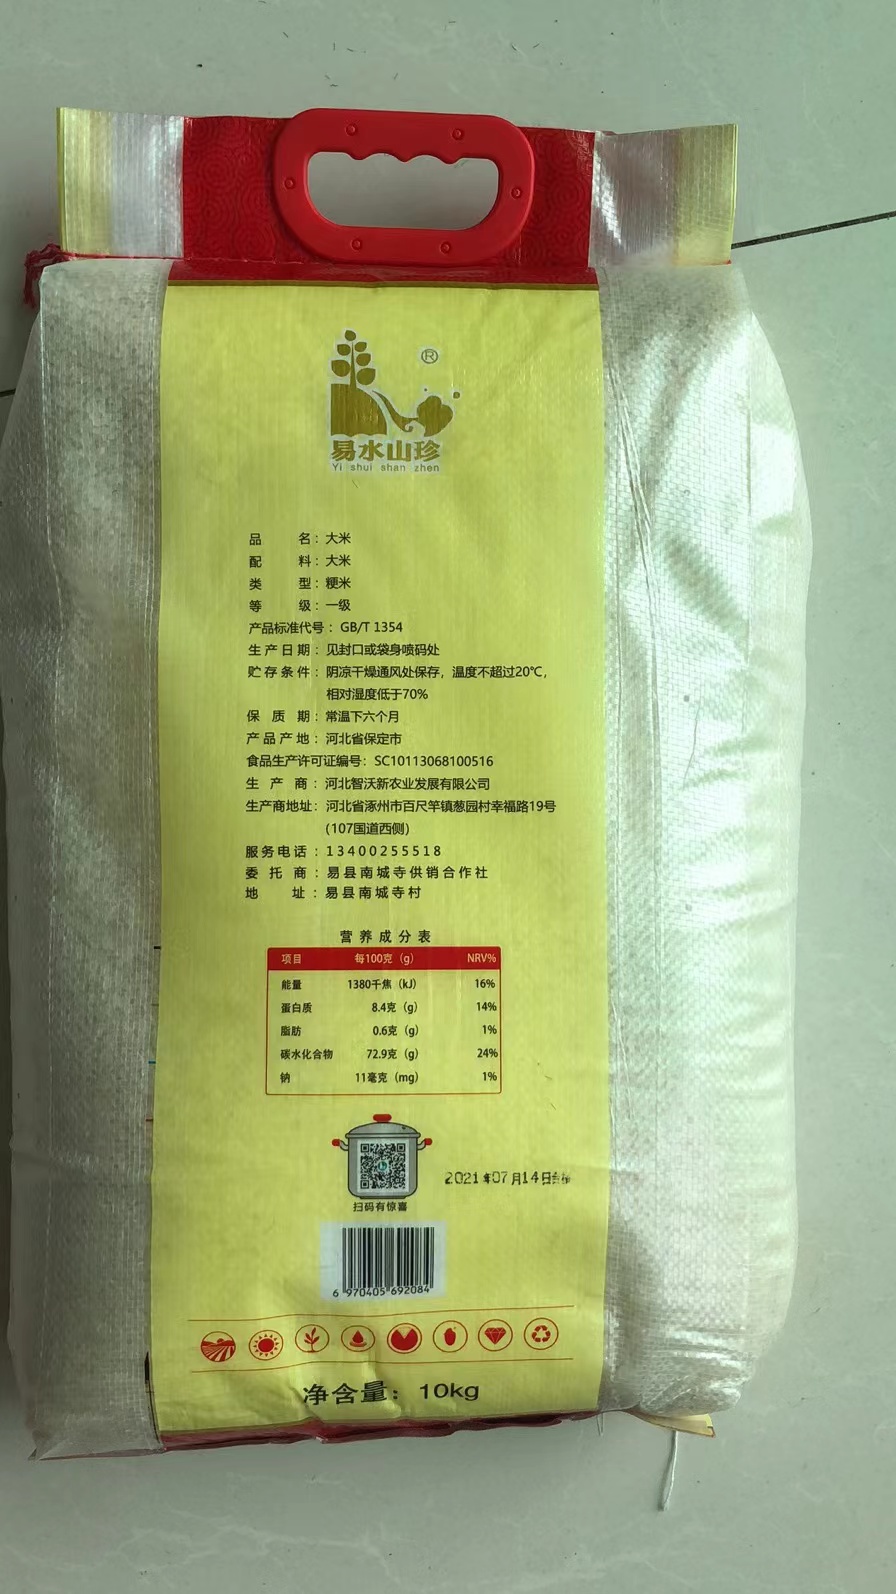 ®
易水山珍
Yi shui shan zhen
品 名：大米
配 料：大米
类 型：粳米
等 级：一级
产品标准代号：GB/T 1354
生产日期：见封口或袋身喷码处
贮存条件：阴凉干燥通风处保存，温度不超过20℃，
相对湿度低于70%
保 质 期：常温下六个月
产品产地：河北省保定市
食品生产许可证编号：SC10113068100516
生 产 商：河北智沃新农业发展有限公司
生产商地址：河北省涿州市百尺竿镇葱园村幸福路19号
(107国道西侧)
服务电话：13400255518
委 托 商：易县南城寺供销合作社
地 址：易县南城寺村
营养成分表
项目 每100克（g） NRV%
能量 1380千焦（kJ） 16%
蛋白质 8.4克（g） 14%
脂肪 0.6克（g） 1%
碳水化合物 72.9克（g） 24%
钠 11毫克（mg） 1%
2021年07月14日合格
扫码有惊喜
6 970405 692084
净含量：10kg